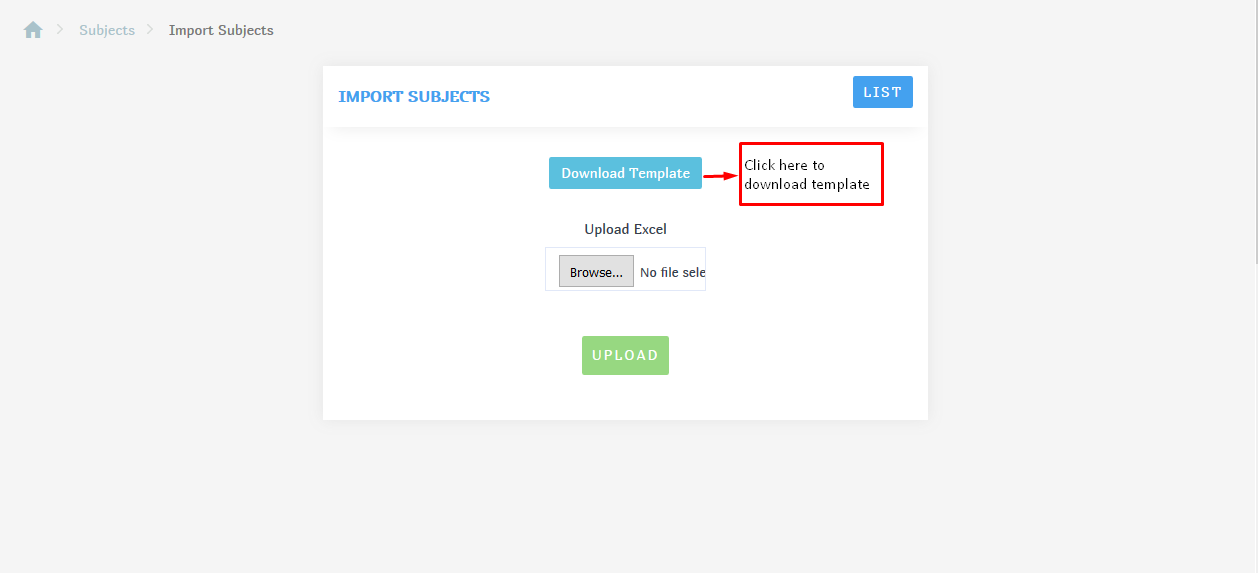 Subjects
Import Subjects
IMPORT SUBJECTS
LIST
Download Template
Click here to
download template
Upload Excel
Browse...
No file sele
UPLOAD